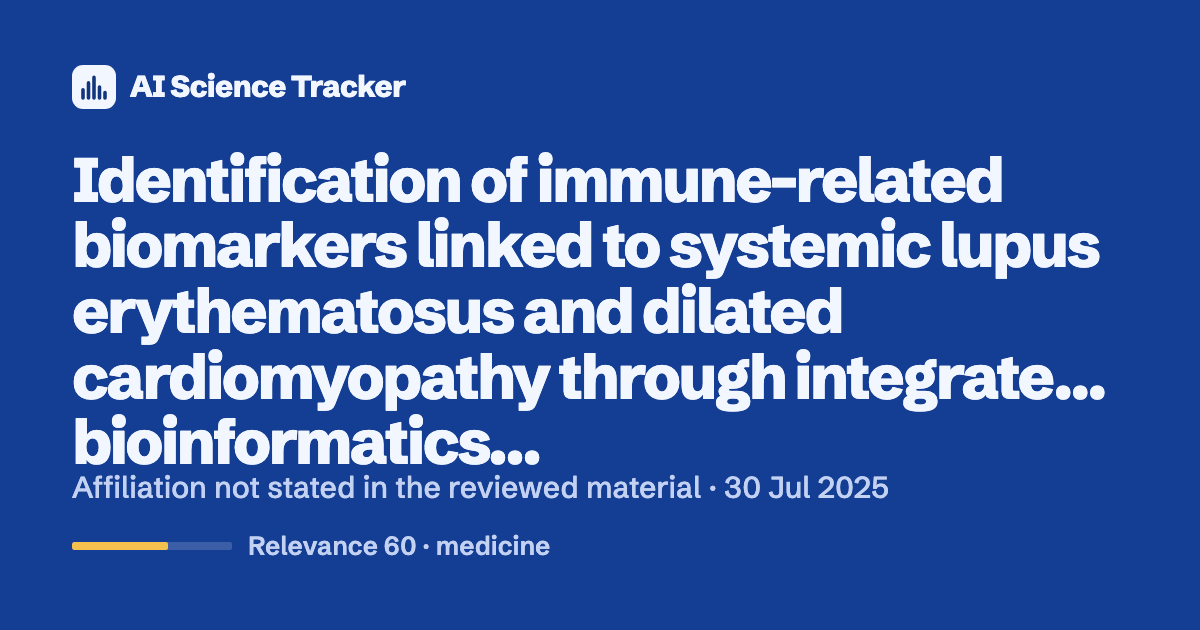 AI Science Tracker
Identification of immune-related
biomarkers linked to systemic lupus
erythematosus and dilated
cardiomyopathy through integrate...
bioinformatics...
Affiliation not stated in the reviewed material · 30 Jul 2025
Relevance 60 · medicine